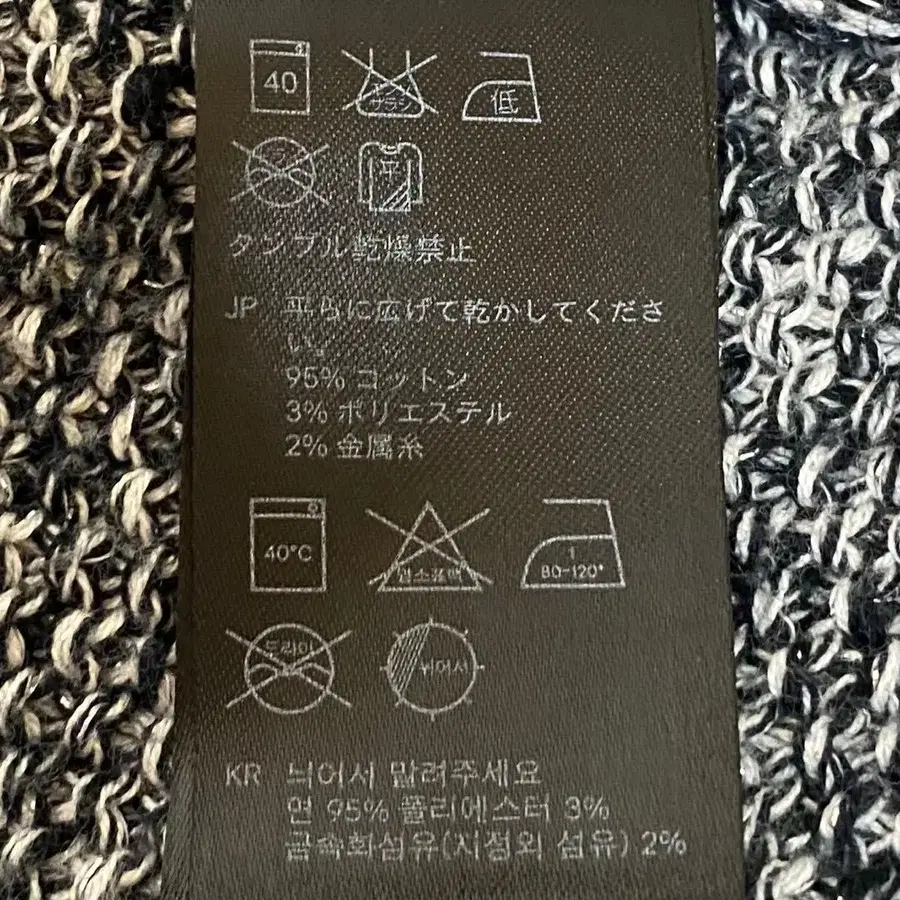 40
低
平
タンブル乾燥禁止
JP 平らに広げて乾かしてくださ
い。
95% コットン
3% ポリエステル
2% 金属糸
40°C
염소표백
1
80-120°
드라이
뉘어서
KR 뉘어서 말려주세요
면 95% 폴리에스터 3%
금속화섬유(지정외 섬유) 2%